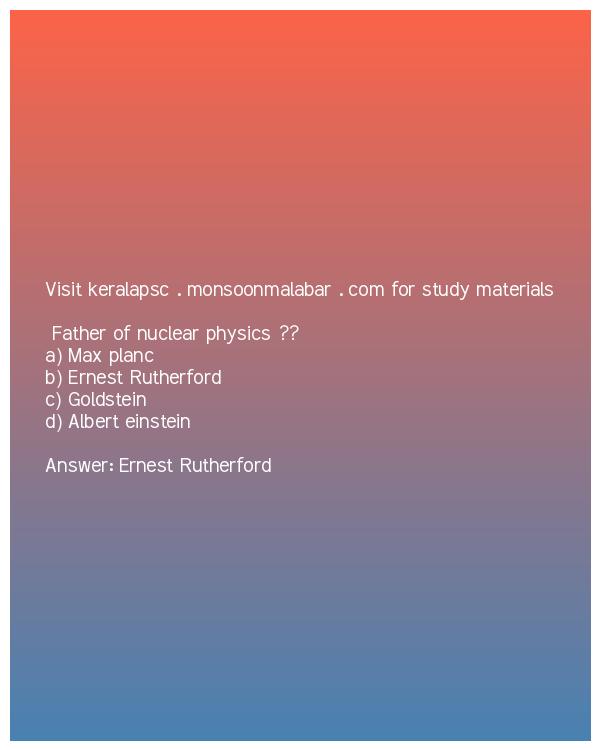 Visit keralapsc . monsoonmalabar . com for study materials
Father of nuclear physics ??
a) Max planc
b) Ernest Rutherford
c) Goldstein
d) Albert einstein
Answer: Ernest Rutherford